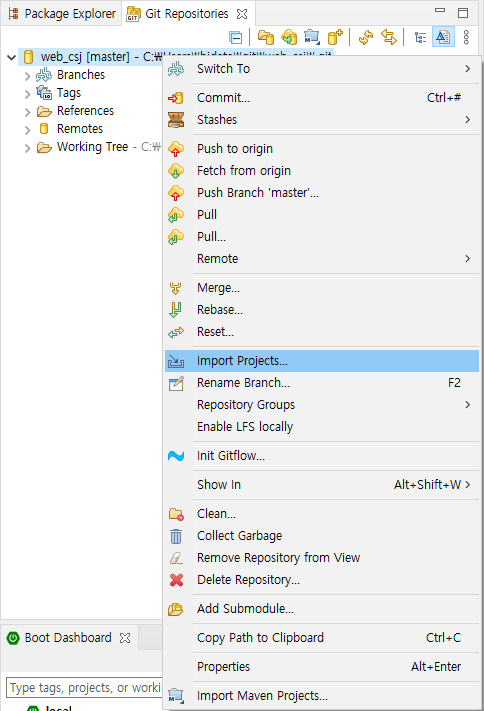 Package Explorer
Git Repositories
web_csj [master] - C:
Branches
Tags
References
Remotes
Working Tree - C:₩
Switch To
Commit... Ctrl+#
Stashes
Push to origin
Fetch from origin
Push Branch 'master'...
Pull
Pull...
Remote
Merge...
Rebase...
Reset...
Import Projects...
Rename Branch... F2
Repository Groups
Enable LFS locally
Init Gitflow...
Show In Alt+Shift+W
Clean...
Collect Garbage
Remove Repository from View
Delete Repository...
Add Submodule...
Copy Path to Clipboard Ctrl+C
Properties Alt+Enter
Import Maven Projects...
Boot Dashboard
Type tags, projects, or worki
local